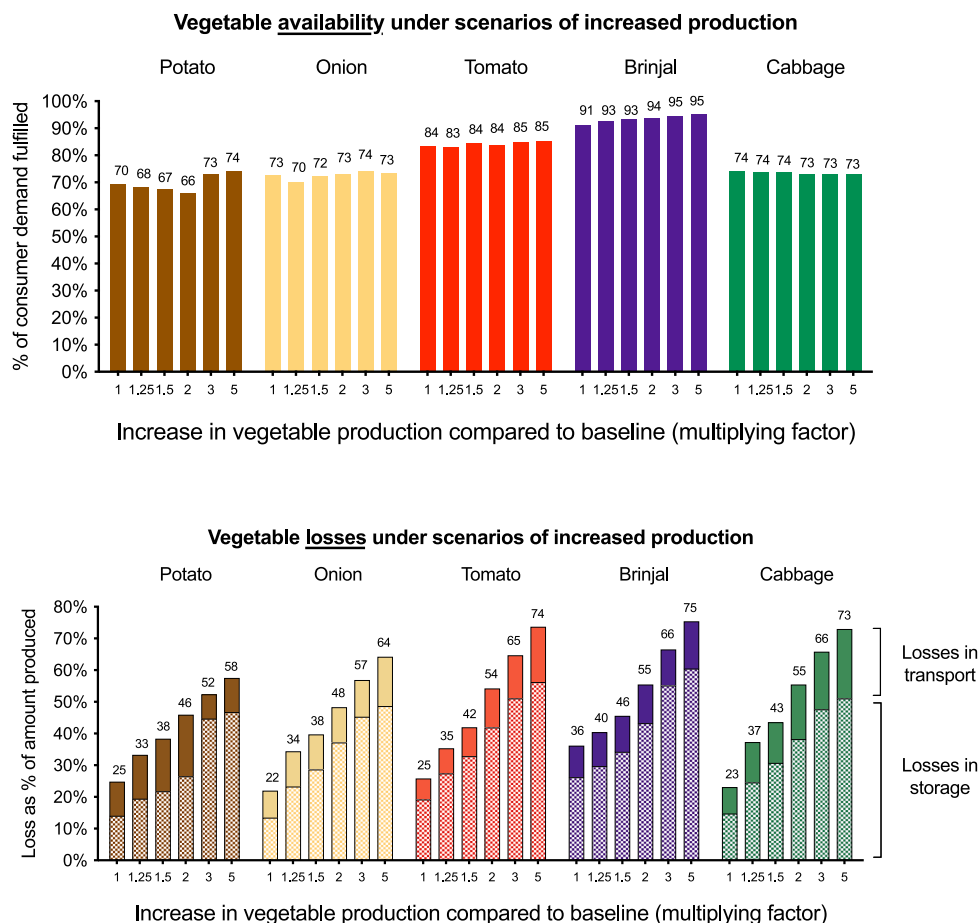 Vegetable availability under scenarios of increased production
Potato Onion Tomato Brinjal Cabbage
% of consumer demand fulfilled
100%
90%
80%
70%
60%
50%
40%
30%
20%
10%
0%
70 68 67 66 73 74 73 70 72 73 74 73 84 83 84 84 85 85 91 93 93 94 95 95 74 74 74 73 73 73
1 1.25 1.5 2 3 5 1 1.25 1.5 2 3 5 1 1.25 1.5 2 3 5 1 1.25 1.5 2 3 5 1 1.25 1.5 2 3 5
Increase in vegetable production compared to baseline (multiplying factor)
Vegetable losses under scenarios of increased production
Potato Onion Tomato Brinjal Cabbage
Loss as % of amount produced
80%
70%
60%
50%
40%
30%
20%
10%
0%
25 33 38 46 52 58 22 34 38 48 57 64 25 35 42 54 65 74 36 40 46 55 66 75 23 37 43 55 66 73
Losses in
transport
Losses in
storage
1 1.25 1.5 2 3 5 1 1.25 1.5 2 3 5 1 1.25 1.5 2 3 5 1 1.25 1.5 2 3 5 1 1.25 1.5 2 3 5
Increase in vegetable production compared to baseline (multiplying factor)